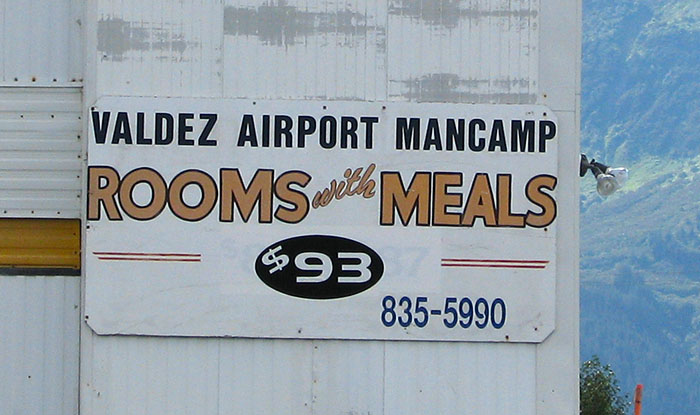 VALDEZ AIRPORT MANCAMP
ROOMS with MEALS
$93
835-5990